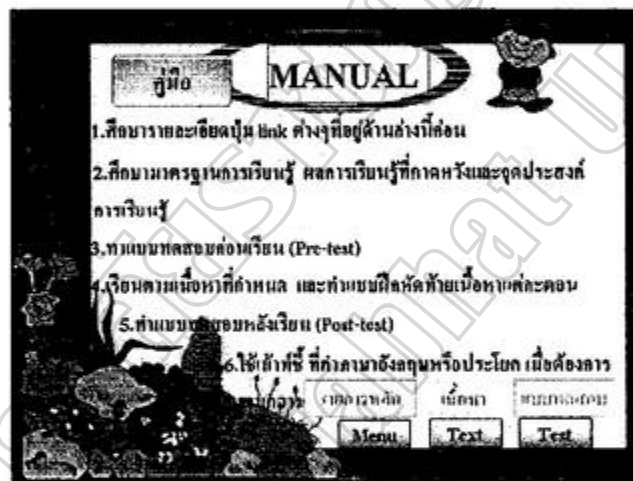 คู่มือ
MANUAL
1.ศึกษารายละเอียดปุ่ม link ต่างๆที่อยู่ด้านล่างนี้ก่อน
2.ศึกษามาตรฐานการเรียนรู้ ผลการเรียนรู้ที่คาดหวังและจุดประสงค์
การเรียนรู้
3.ทำแบบทดสอบก่อนเรียน (Pre-test)
4.เรียนตามเนื้อหาที่กำหนด และทำแบบฝึกหัดท้ายเนื้อหาแต่ละตอน
5.ทำแบบทดสอบหลังเรียน (Post-test)
6.ใช้เม้าท์ชี้ ที่คำภาษาอังกฤษหรือประโยค เมื่อต้องการ
เนื้อหา
Menu Text Test